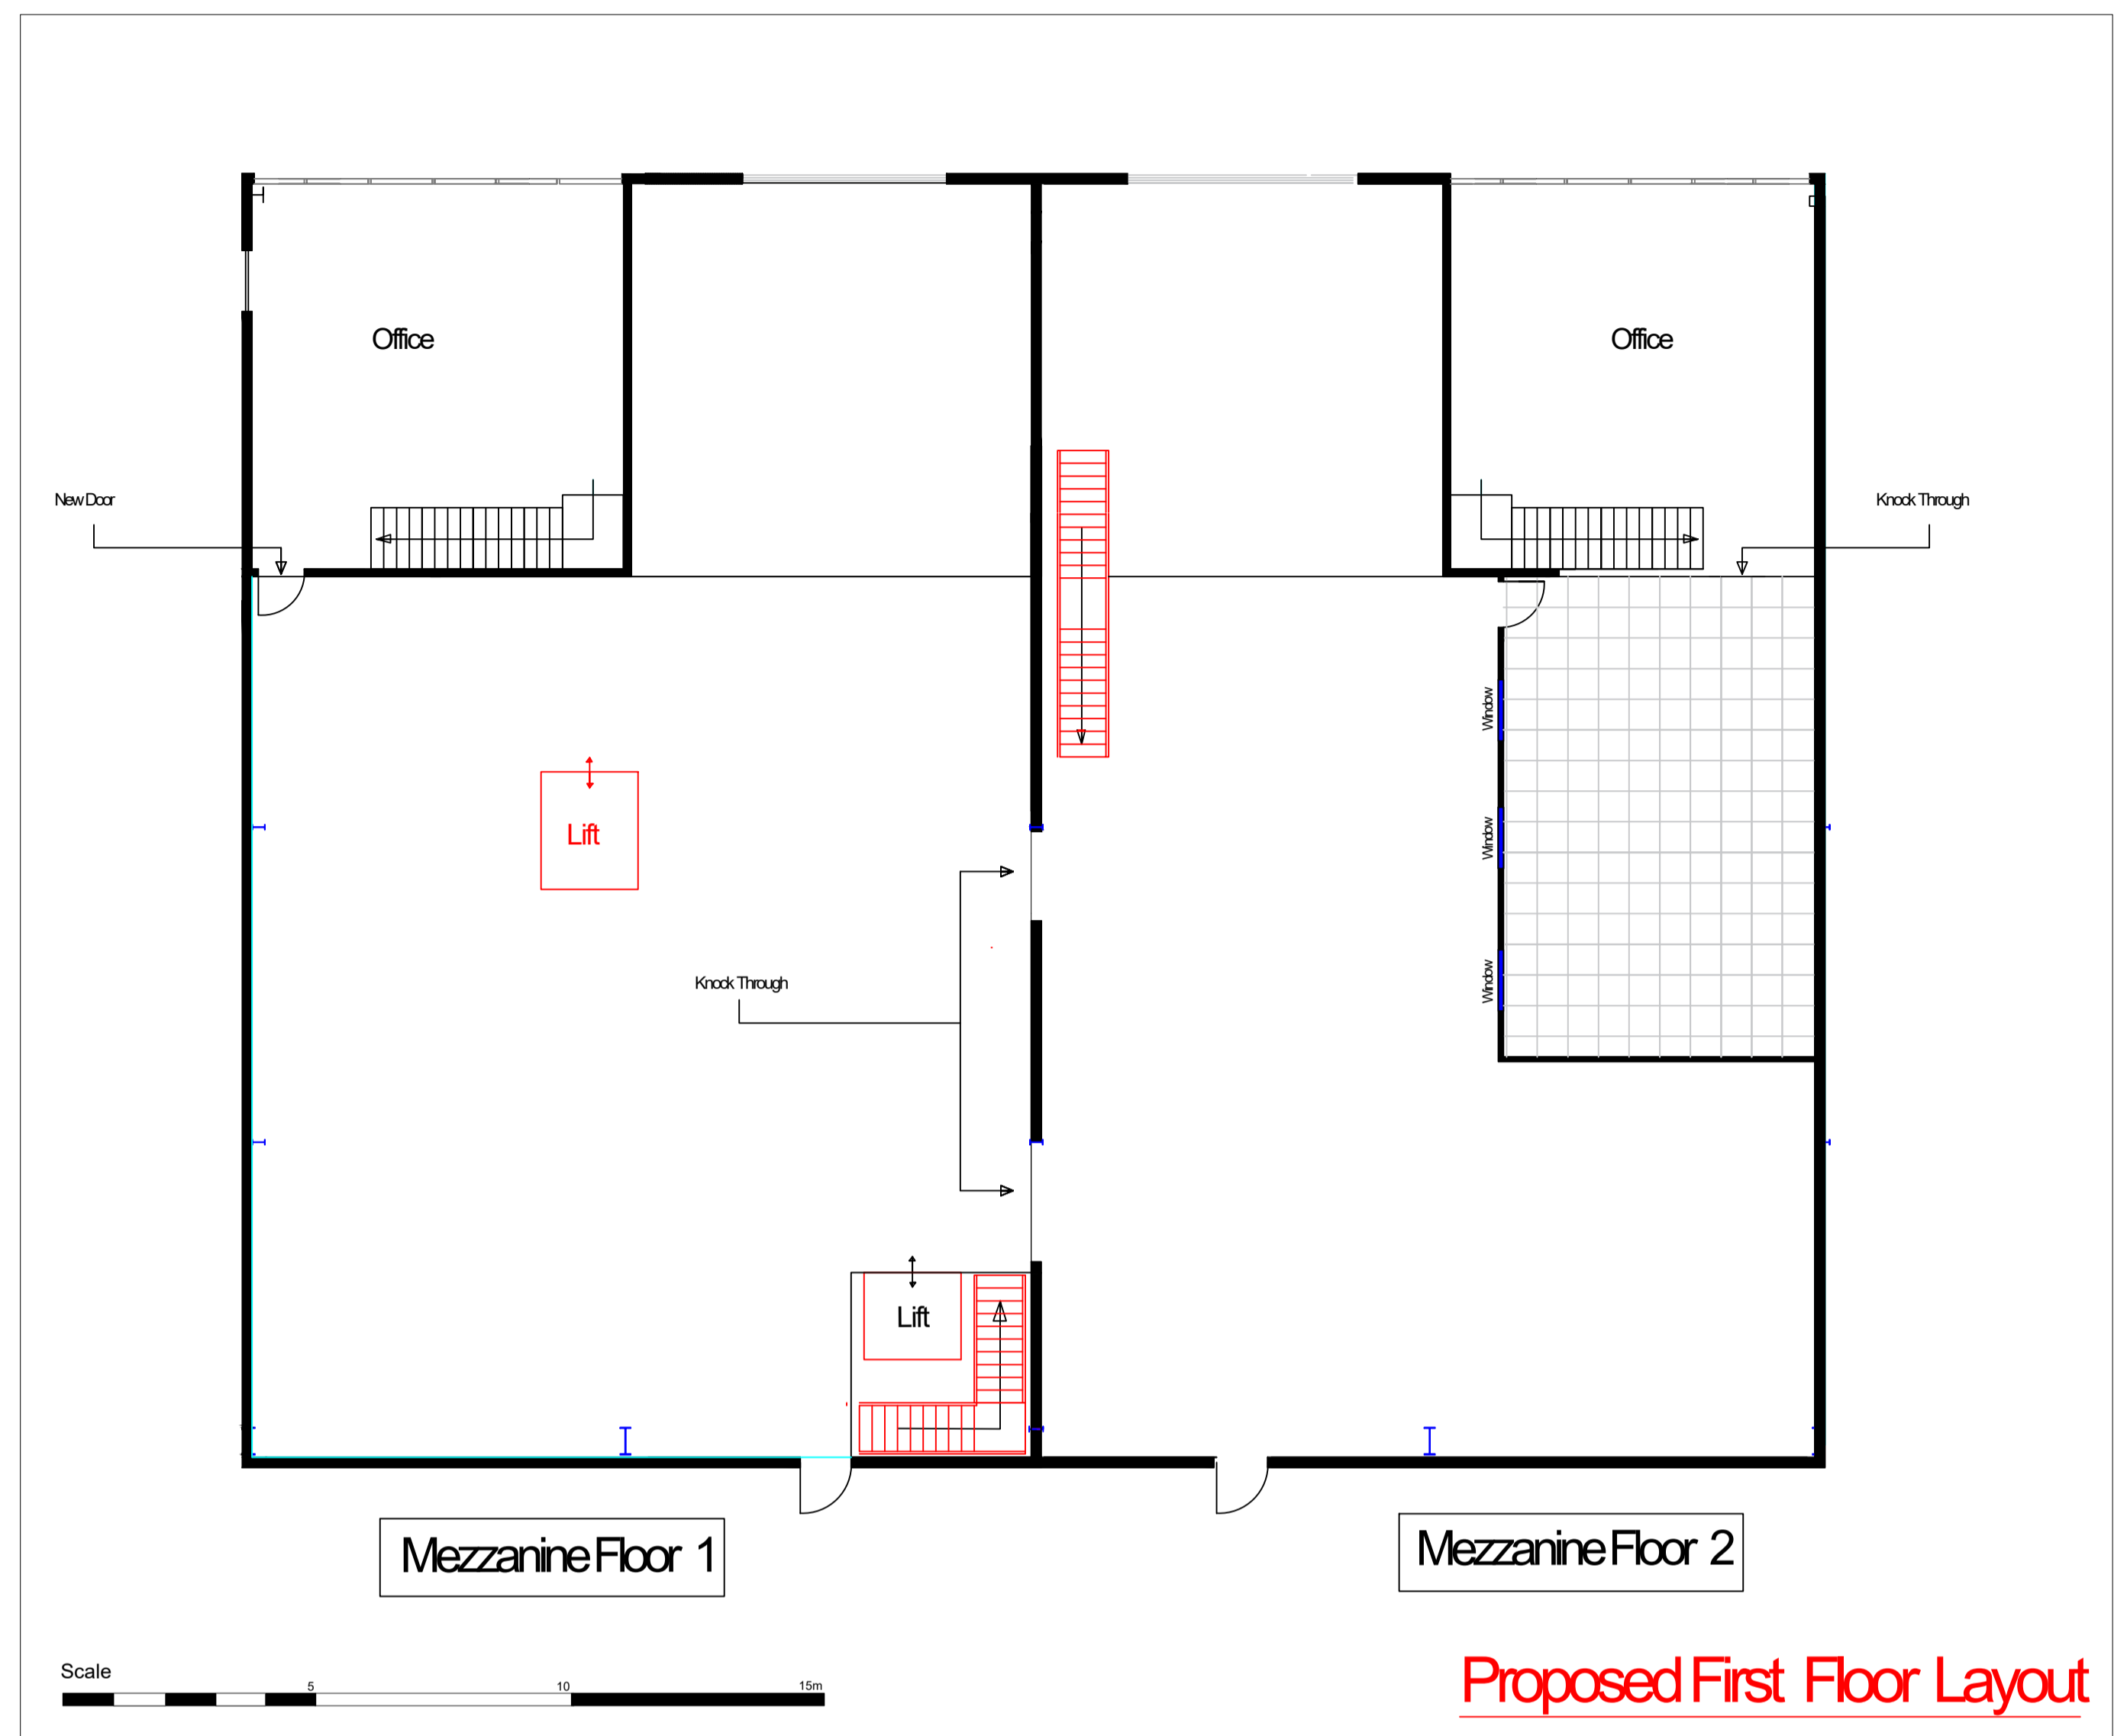 Office
Office
New Door
Knock Through
Window
Lift
Window
Knock Through
Window
Lift
Mezzanine Floor 1
Mezzanine Floor 2
Scale
5
10
15m
Proposed First Floor Layout